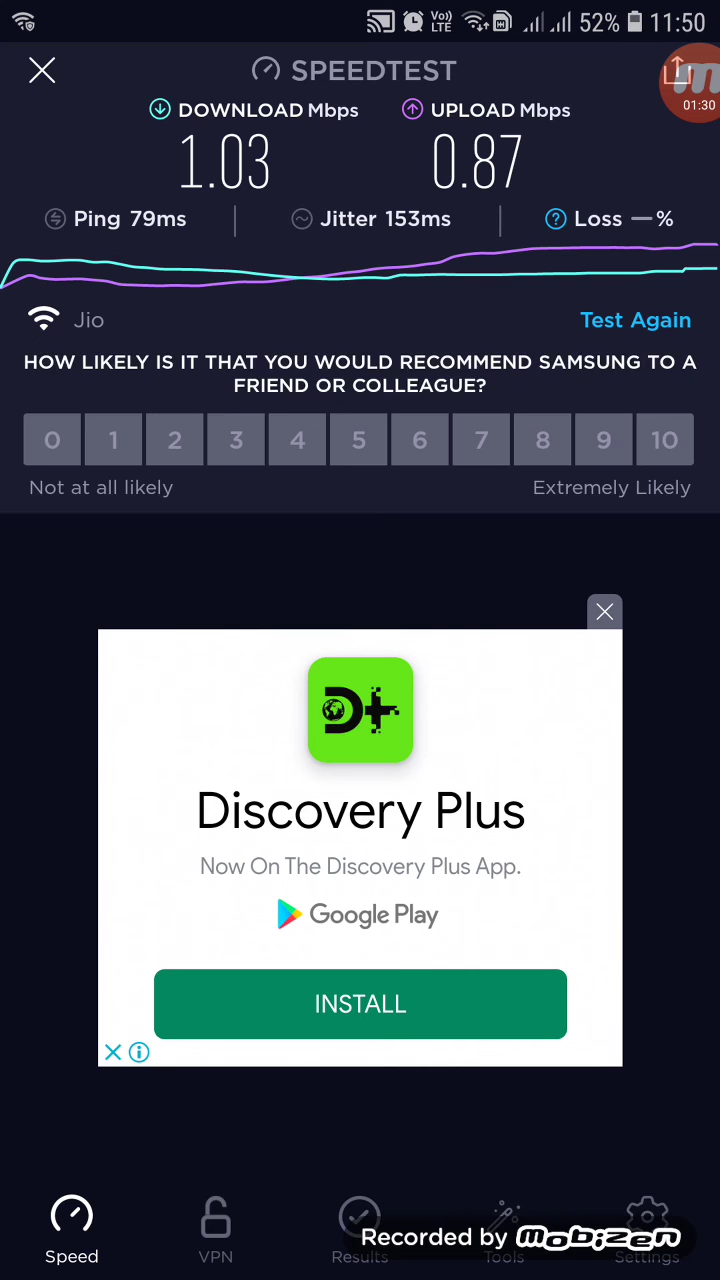 52% 11:50
SPEEDTEST
01:30
DOWNLOAD Mbps
UPLOAD Mbps
1.03
0.87
Ping 79ms
Jitter 153ms
Loss —%
Jio
Test Again
HOW LIKELY IS IT THAT YOU WOULD RECOMMEND SAMSUNG TO A
FRIEND OR COLLEAGUE?
0 1 2 3 4 5 6 7 8 9 10
Not at all likely
Extremely Likely
D+
Discovery Plus
Now On The Discovery Plus App.
Google Play
INSTALL
Recorded by mobizen
Speed VPN Results Tools Settings